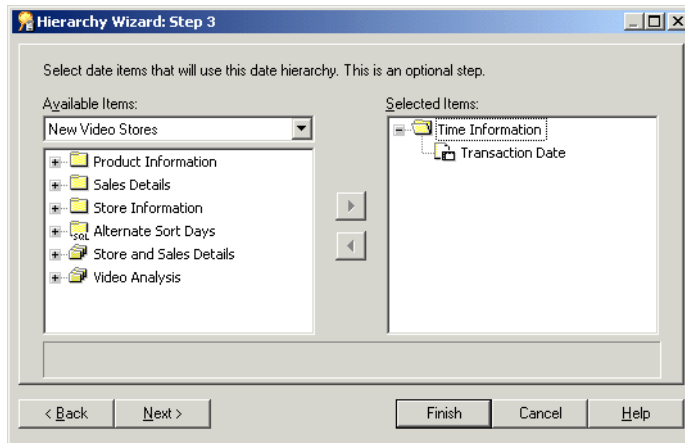 Hierarchy Wizard: Step 3
Select date items that will use this date hierarchy. This is an optional step.
Available Items:
New Video Stores
Product Information
Sales Details
Store Information
SQL Alternate Sort Days
Store and Sales Details
Video Analysis
Selected Items:
Time Information
Transaction Date
< Back
Next >
Finish
Cancel
Help